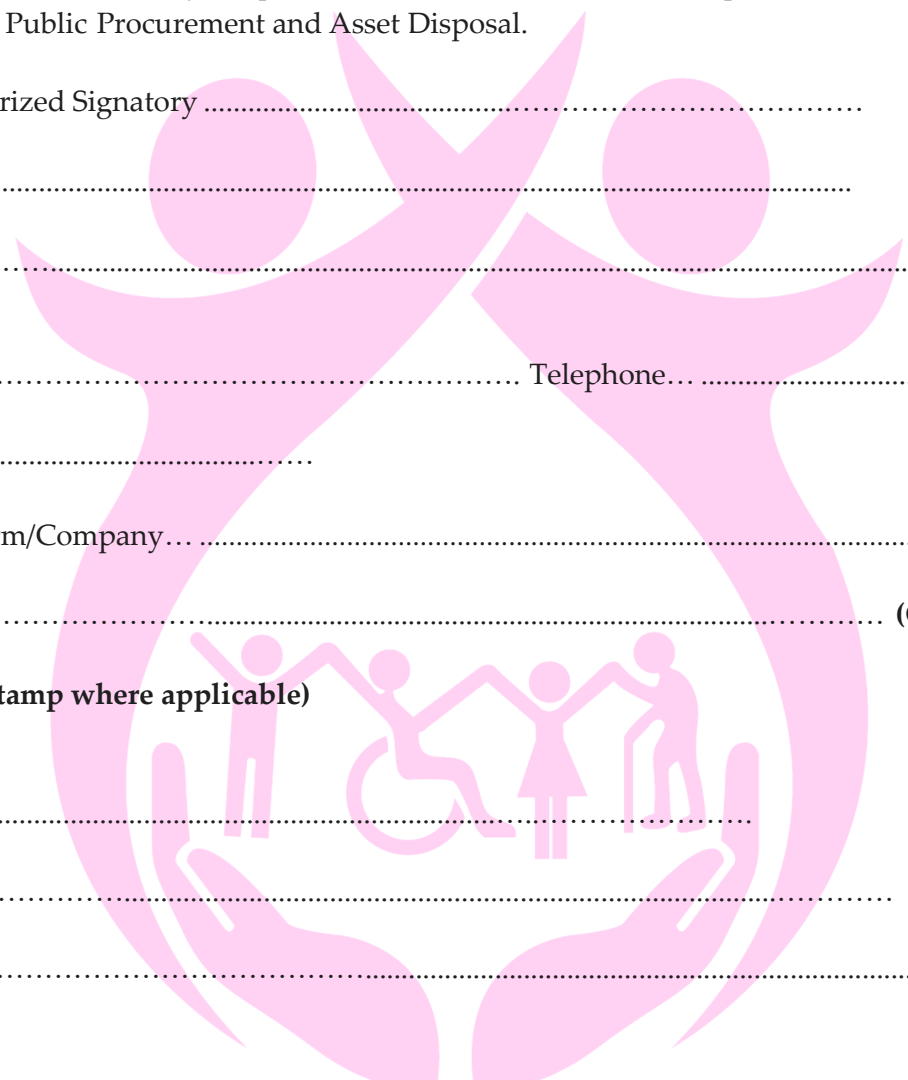 Public Procurement and Asset Disposal.
rized Signatory ..........................................................................
..........................................................................................
..........................................................................................
.......................................................... Telephone… ............................
..........................................
m/Company… ..........................................................................................
.......................................................................................... (
tamp where applicable)
..........................................................................................
..........................................................................................
..........................................................................................